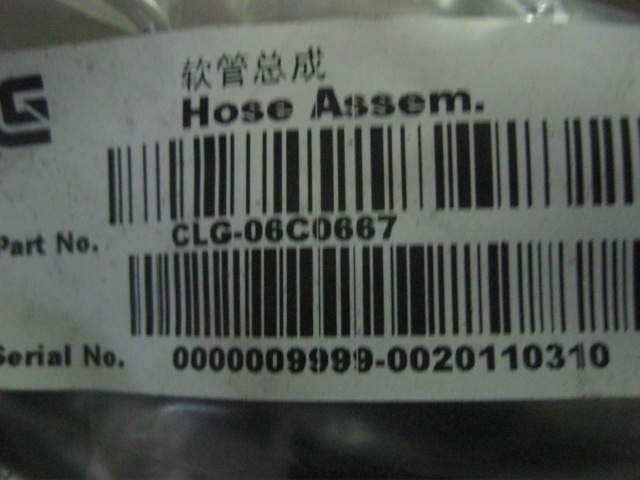 软管总成
Hose Assem.
Part No. CLG-06C0667
Serial No. 0000009999-0020110310